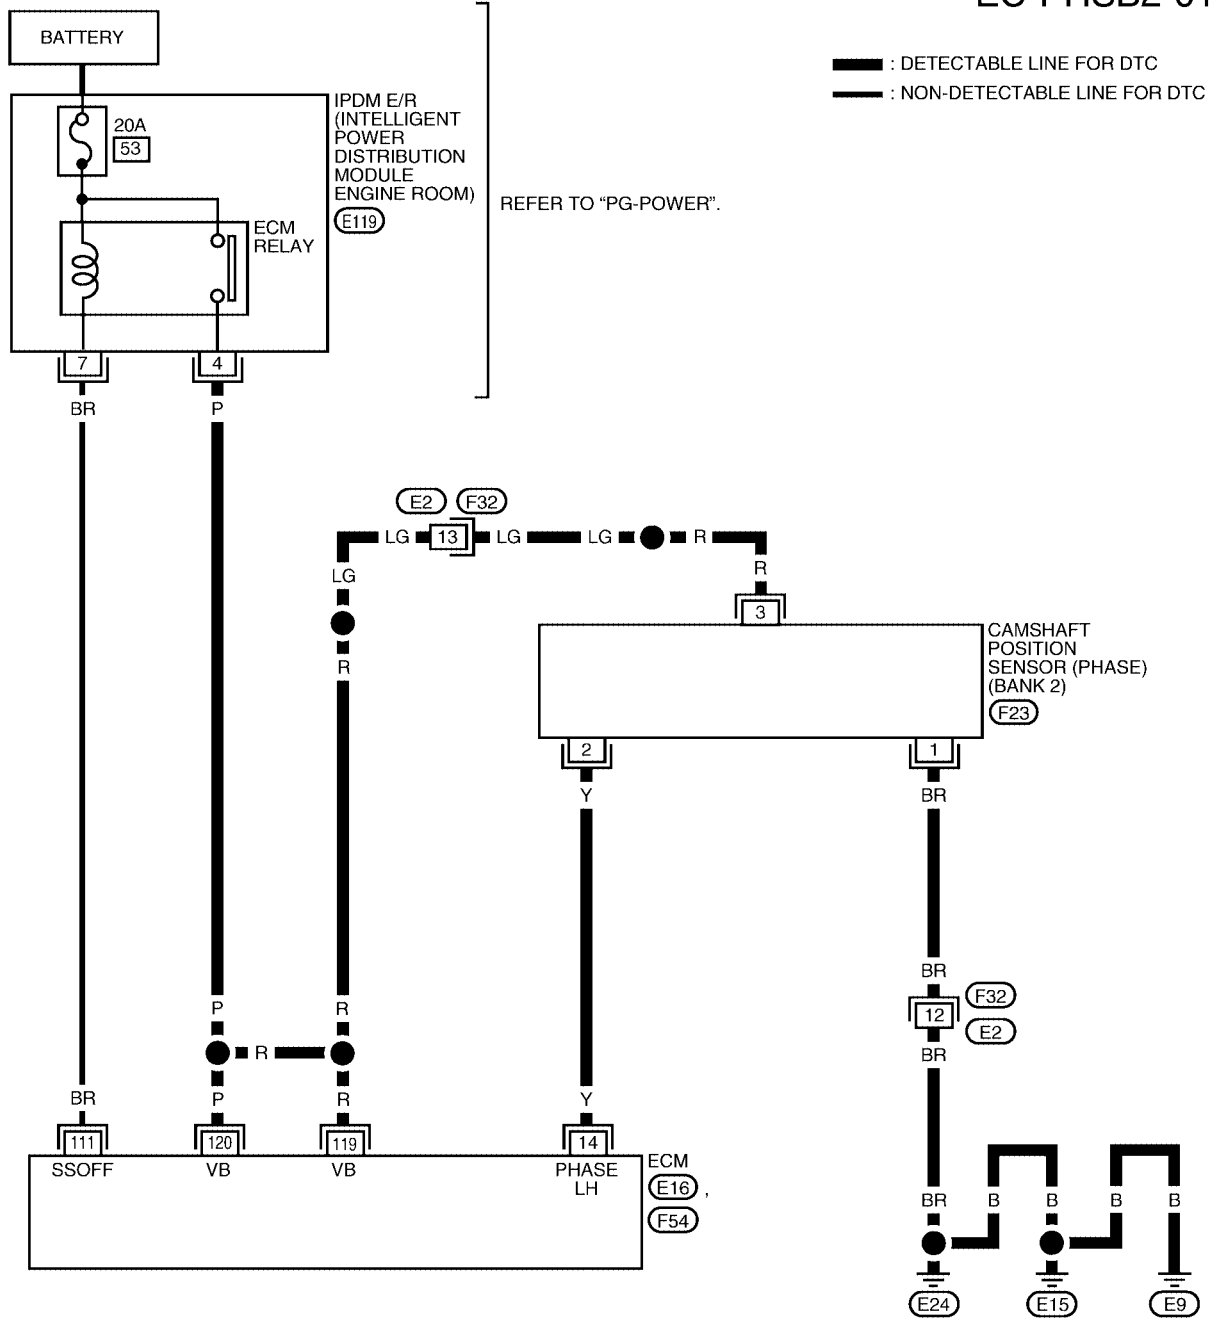 BATTERY
: DETECTABLE LINE FOR DTC
: NON-DETECTABLE LINE FOR DTC
20A
53
IPDM E/R
(INTELLIGENT
POWER
DISTRIBUTION
MODULE
ENGINE ROOM)
E119
REFER TO “PG-POWER”.
ECM
RELAY
7
4
BR
P
E2
F32
LG
13
LG
LG
R
LG
R
R
3
CAMSHAFT
POSITION
SENSOR (PHASE)
(BANK 2)
F23
2
1
Y
BR
BR
F32
12
E2
BR
P
R
R
BR
P
R
Y
111
120
119
14
SSOFF
VB
VB
PHASE
LH
ECM
E16 ,
F54
BR
B
B
B
B
E24
E15
E9